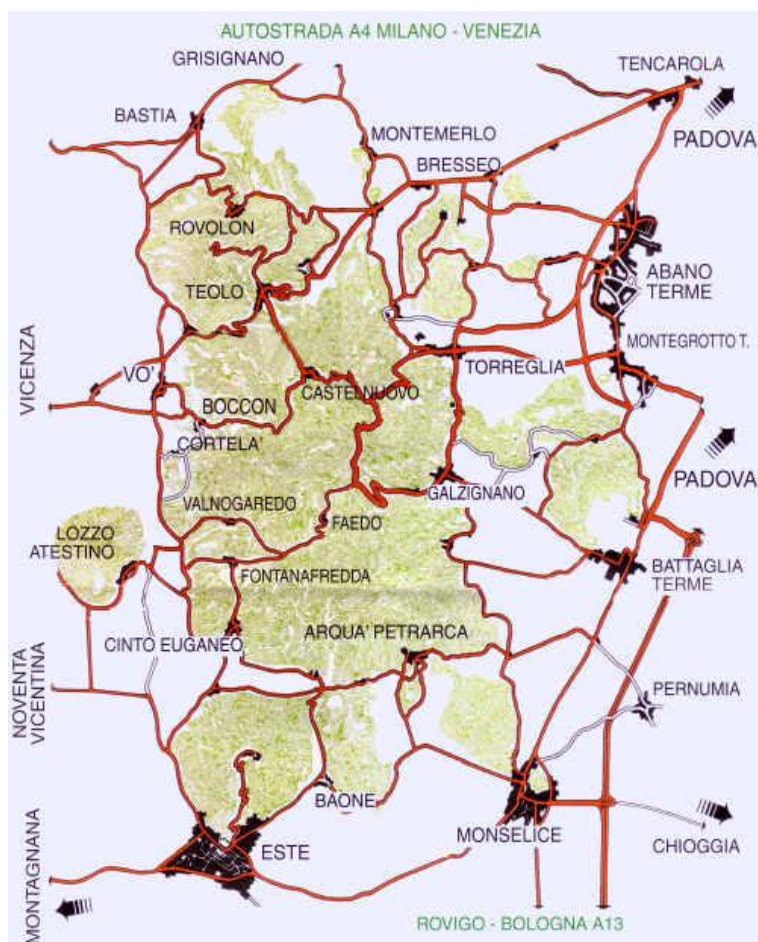 AUTOSTRADA A4 MILANO - VENEZIA
GRISIGNANO
TENCAROLA
BASTIA
MONTEMERLO
PADOVA
BRESSEO
ROVOLON
ABANO
TERME
TEOLO
MONTEGROTTO T.
VICENZA
VO'
TORREGLIA
CASTELNUOVO
BOCCON
CORTELA'
PADOVA
GALZIGNANO
VALNOGAREDO
FAEDO
LOZZO
ATESTINO
BATTAGLIA
TERME
FONTANAFREDDA
ARQUA' PETRARCA
CINTO EUGANEO
NOVENTA
VICENTINA
PERNUMIA
BAONE
MONSELICE
ESTE
CHIOGGIA
MONTAGNANA
ROVIGO - BOLOGNA A13